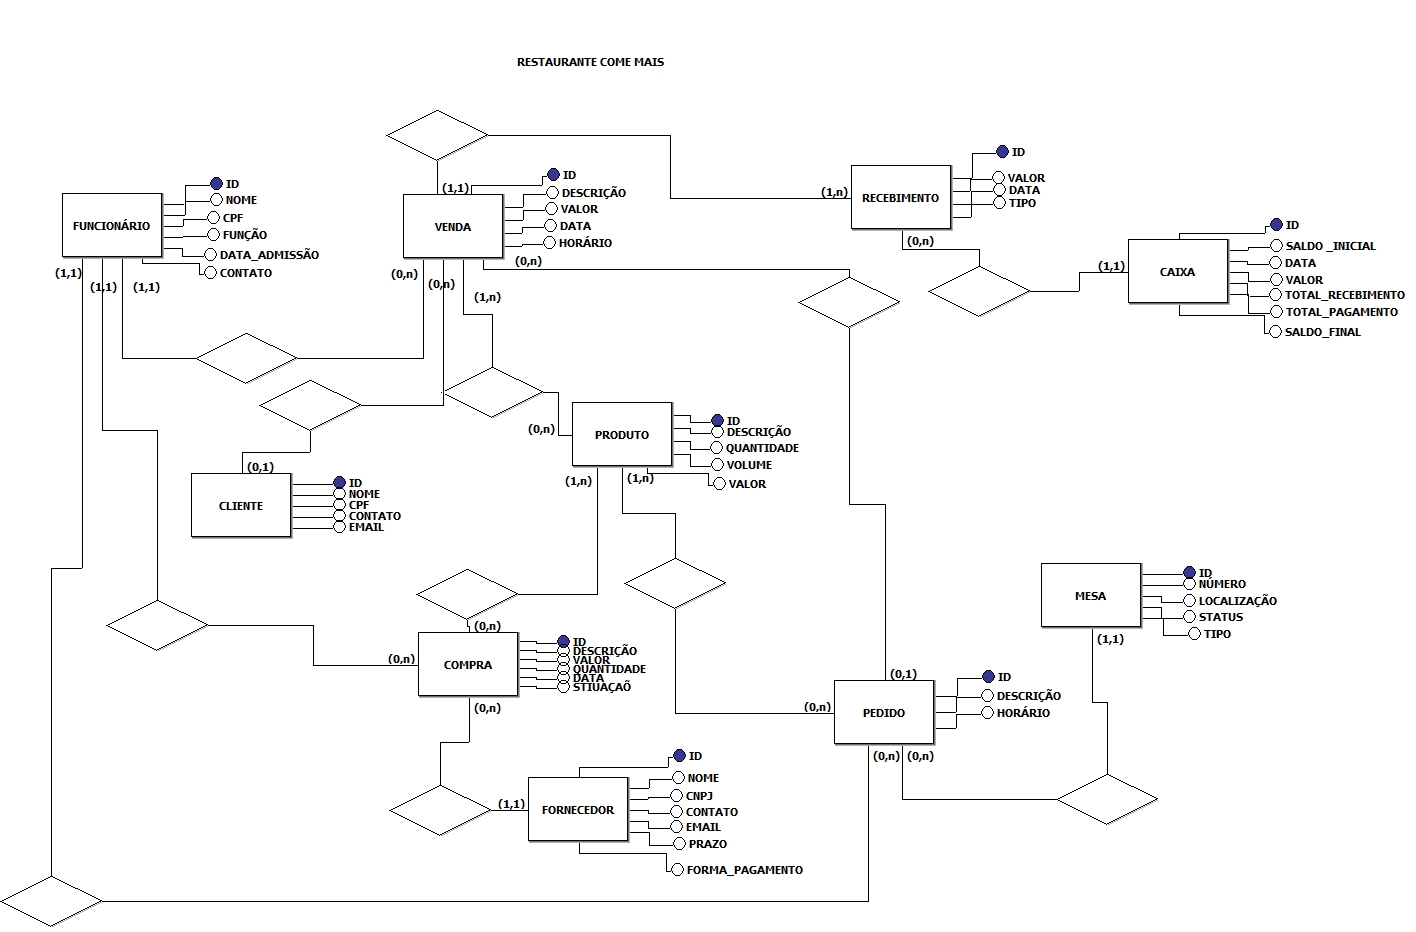 RESTAURANTE COME MAIS
FUNCIONÁRIO
ID
NOME
CPF
FUNÇÃO
DATA_ADMISSÃO
CONTATO
(1,1)
(1,1)
(1,1)
(1,1)
VENDA
ID
DESCRIÇÃO
VALOR
DATA
HORÁRIO
(0,n)
(0,n)
(1,n)
(0,n)
(1,n)
RECEBIMENTO
ID
VALOR
DATA
TIPO
(0,n)
(1,1)
CAIXA
ID
SALDO _INICIAL
DATA
VALOR
TOTAL_RECEBIMENTO
TOTAL_PAGAMENTO
SALDO_FINAL
(0,n)
PRODUTO
ID
DESCRIÇÃO
QUANTIDADE
VOLUME
VALOR
(1,n)
(1,n)
(0,1)
CLIENTE
ID
NOME
CPF
CONTATO
EMAIL
(0,n)
(0,n)
COMPRA
ID
DESCRIÇÃO
VALOR
QUANTIDADE
DATA
STIUAÇAÕ
(0,n)
MESA
ID
NÚMERO
LOCALIZAÇÃO
STATUS
TIPO
(1,1)
(0,1)
(0,n)
PEDIDO
ID
DESCRIÇÃO
HORÁRIO
(0,n)
(0,n)
(1,1)
FORNECEDOR
ID
NOME
CNPJ
CONTATO
EMAIL
PRAZO
FORMA_PAGAMENTO